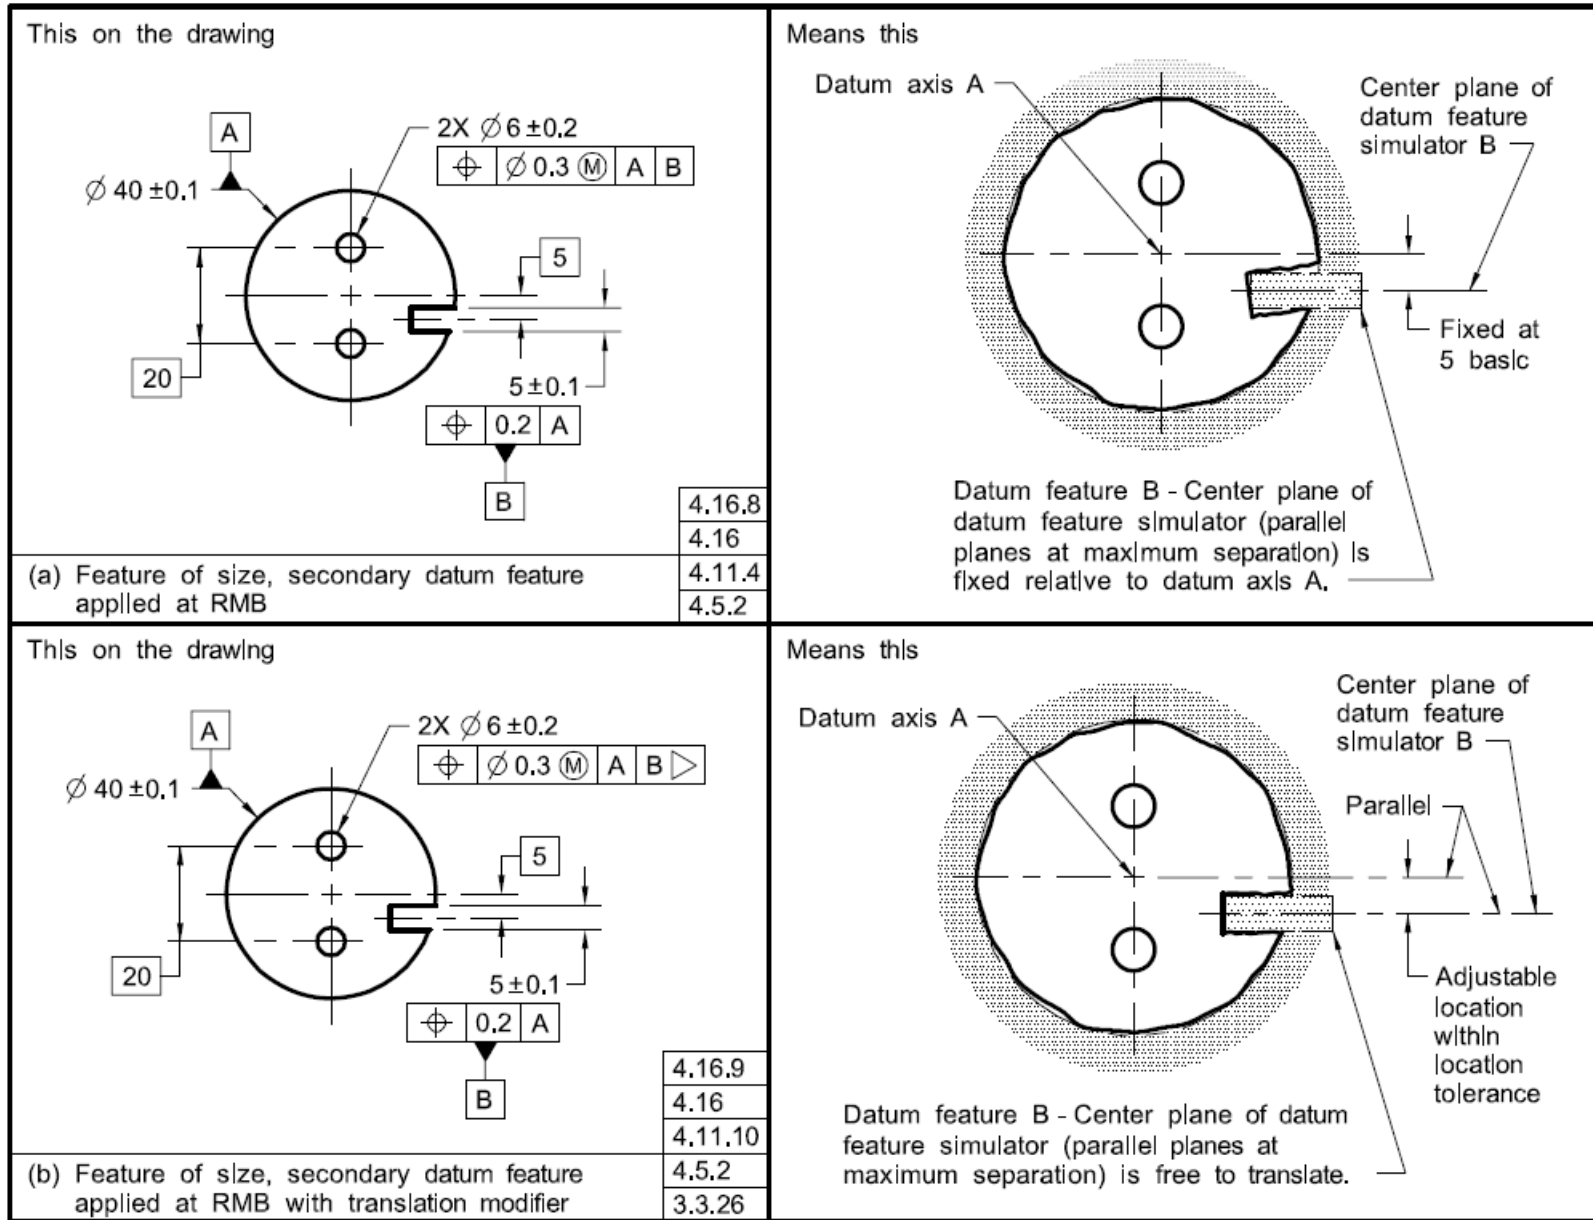 This on the drawing
A
2X ∅ 6 ±0.2
⌖ ∅ 0.3 Ⓜ A B
∅ 40 ±0.1
5
20
5 ±0.1
⌖ 0.2 A
B
4.16.8
4.16
4.11.4
4.5.2
(a) Feature of size, secondary datum feature
applied at RMB
Means this
Datum axis A
Center plane of
datum feature
simulator B
Fixed at
5 basic
Datum feature B - Center plane of
datum feature simulator (parallel
planes at maximum separation) is
fixed relative to datum axis A.
This on the drawing
A
2X ∅ 6 ±0.2
⌖ ∅ 0.3 Ⓜ A B ▷
∅ 40 ±0.1
5
20
5 ±0.1
⌖ 0.2 A
B
4.16.9
4.16
4.11.10
4.5.2
3.3.26
(b) Feature of size, secondary datum feature
applied at RMB with translation modifier
Means this
Datum axis A
Center plane of
datum feature
simulator B
Parallel
Adjustable
location
within
location
tolerance
Datum feature B - Center plane of datum
feature simulator (parallel planes at
maximum separation) is free to translate.